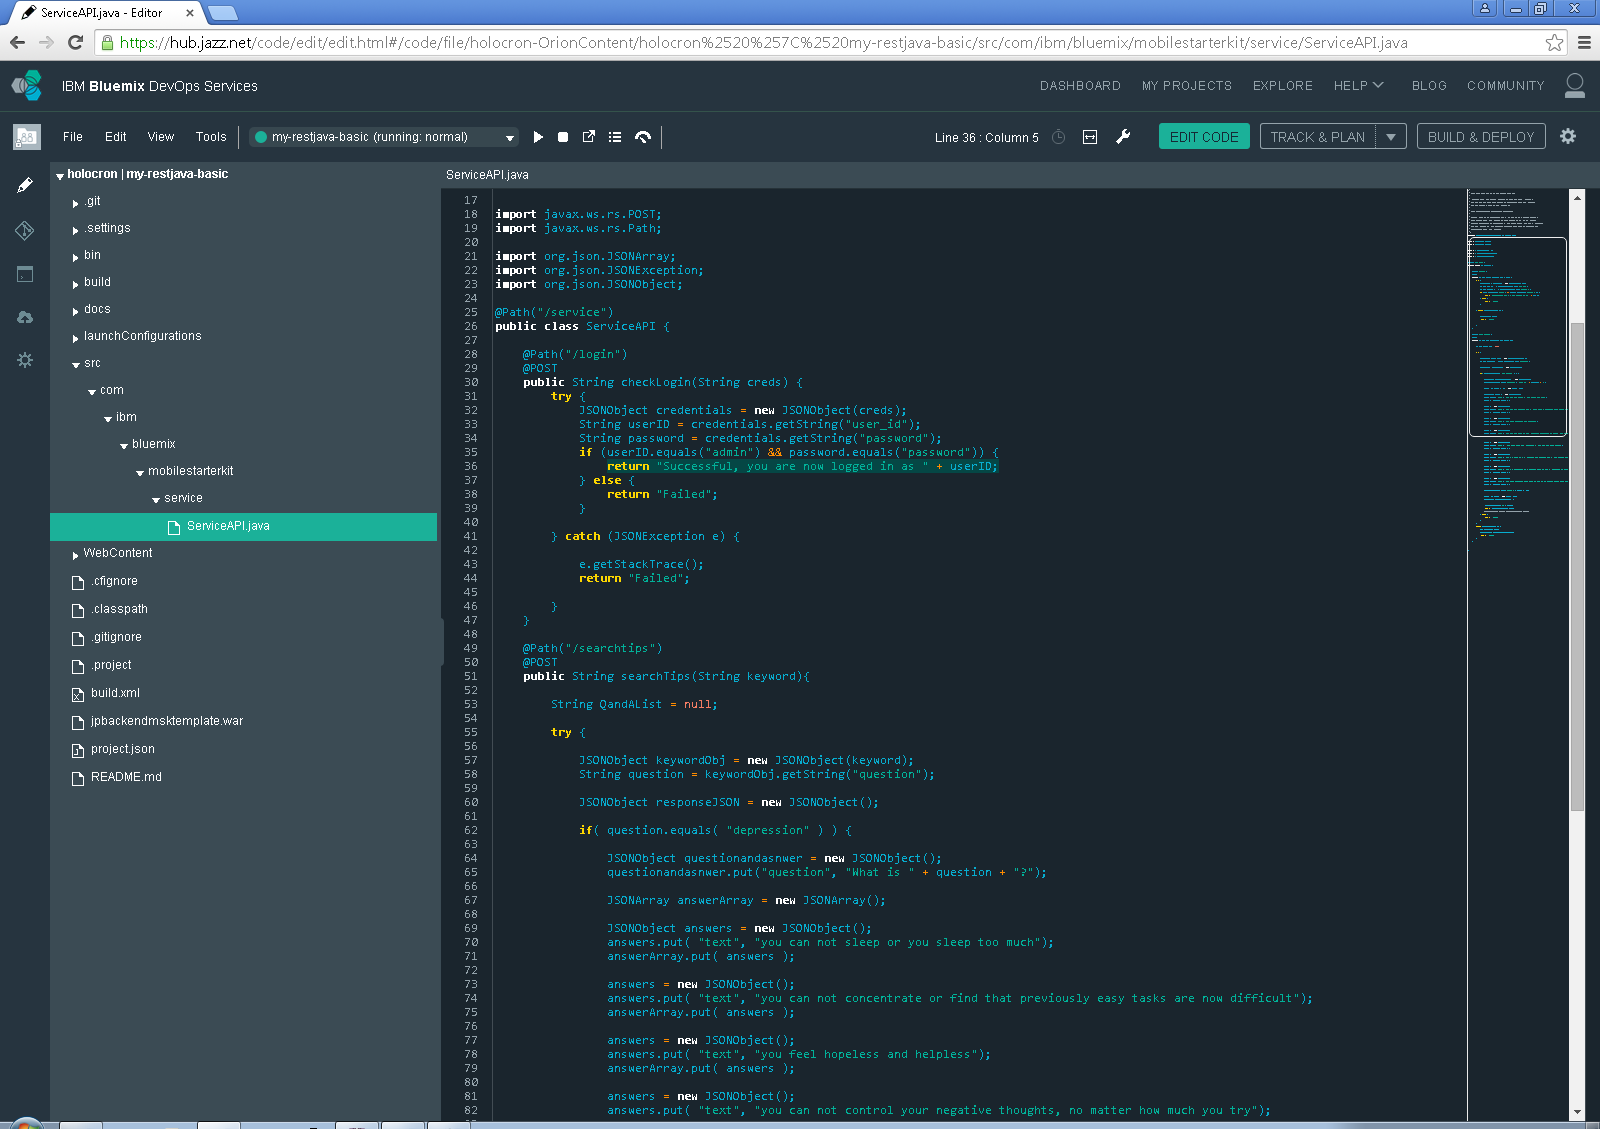 ServiceAPI.java - Editor
https://hub.jazz.net/code/edit/edit.html#/code/file/holocron-OrionContent/holocron%2520%257C%2520my-restjava-basic/src/com/ibm/bluemix/mobilestarterkit/service/ServiceAPI.java
IBM Bluemix DevOps Services
DASHBOARD MY PROJECTS EXPLORE HELP BLOG COMMUNITY
File Edit View Tools my-restjava-basic (running: normal) Line 36 : Column 5 EDIT CODE TRACK & PLAN BUILD & DEPLOY
holocron | my-restjava-basic
.git
.settings
bin
build
docs
launchConfigurations
src
com
ibm
bluemix
mobilestarterkit
service
ServiceAPI.java
WebContent
.cfignore
.classpath
.gitignore
.project
build.xml
jpbackendmsktemplate.war
project.json
README.md
ServiceAPI.java
17
18 import javax.ws.rs.POST;
19 import javax.ws.rs.Path;
20
21 import org.json.JSONArray;
22 import org.json.JSONException;
23 import org.json.JSONObject;
24
25 @Path("/service")
26 public class ServiceAPI {
27
28 @Path("/login")
29 @POST
30 public String checkLogin(String creds) {
31 try {
32 JSONObject credentials = new JSONObject(creds);
33 String userID = credentials.getString("user_id");
34 String password = credentials.getString("password");
35 if (userID.equals("admin") && password.equals("password")) {
36 return "Successful, you are now logged in as " + userID;
37 } else {
38 return "Failed";
39 }
40
41 } catch (JSONException e) {
42
43 e.getStackTrace();
44 return "Failed";
45
46 }
47 }
48
49 @Path("/searchtips")
50 @POST
51 public String searchTips(String keyword){
52
53 String QandAList = null;
54
55 try {
56
57 JSONObject keywordObj = new JSONObject(keyword);
58 String question = keywordObj.getString("question");
59
60 JSONObject responseJSON = new JSONObject();
61
62 if( question.equals( "depression" ) ) {
63
64 JSONObject questionandasnwer = new JSONObject();
65 questionandasnwer.put("question", "What is " + question + "?");
66
67 JSONArray answerArray = new JSONArray();
68
69 JSONObject answers = new JSONObject();
70 answers.put( "text", "you can not sleep or you sleep too much");
71 answerArray.put( answers );
72
73 answers = new JSONObject();
74 answers.put( "text", "you can not concentrate or find that previously easy tasks are now difficult");
75 answerArray.put( answers );
76
77 answers = new JSONObject();
78 answers.put( "text", "you feel hopeless and helpless");
79 answerArray.put( answers );
80
81 answers = new JSONObject();
82 answers.put( "text", "you can not control your negative thoughts, no matter how much you try");